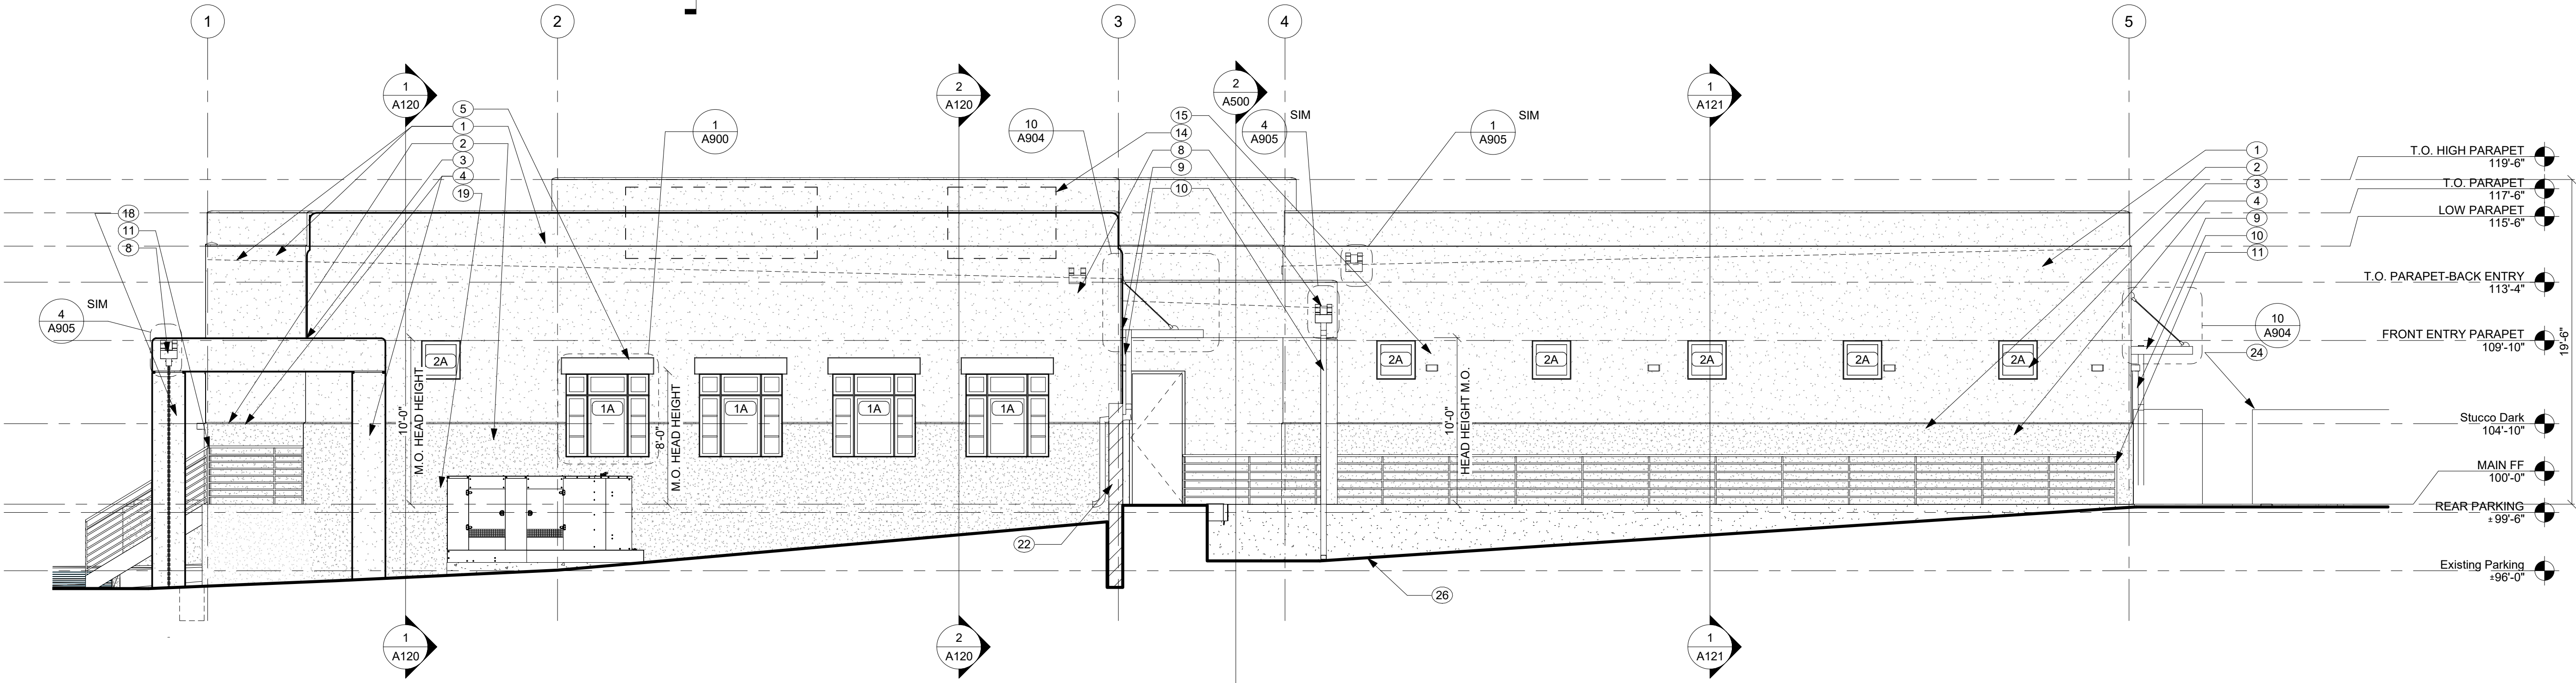 1
2
3
4
5
1
A120
2
A120
2
A500
1
A121
5
1
2
3
4
19
1
A900
10
A904
15
14
8
9
10
4
A905
SIM
1
A905
SIM
1
2
3
4
9
10
11
24
10
A904
18
11
8
4
A905
SIM
T.O. HIGH PARAPET
119'-6"
T.O. PARAPET
117'-6"
LOW PARAPET
115'-6"
T.O. PARAPET-BACK ENTRY
113'-4"
FRONT ENTRY PARAPET
109'-10"
19'-6"
Stucco Dark
104'-10"
MAIN FF
100'-0"
REAR PARKING
±99'-6"
Existing Parking
±96'-0"
2A
2A
2A
2A
2A
2A
1A
1A
1A
1A
10'-0"
M.O. HEAD HEIGHT
8'-0"
M.O. HEAD HEIGHT
10'-0"
HEAD HEIGHT M.O.
22
26
1
A120
2
A120
1
A121